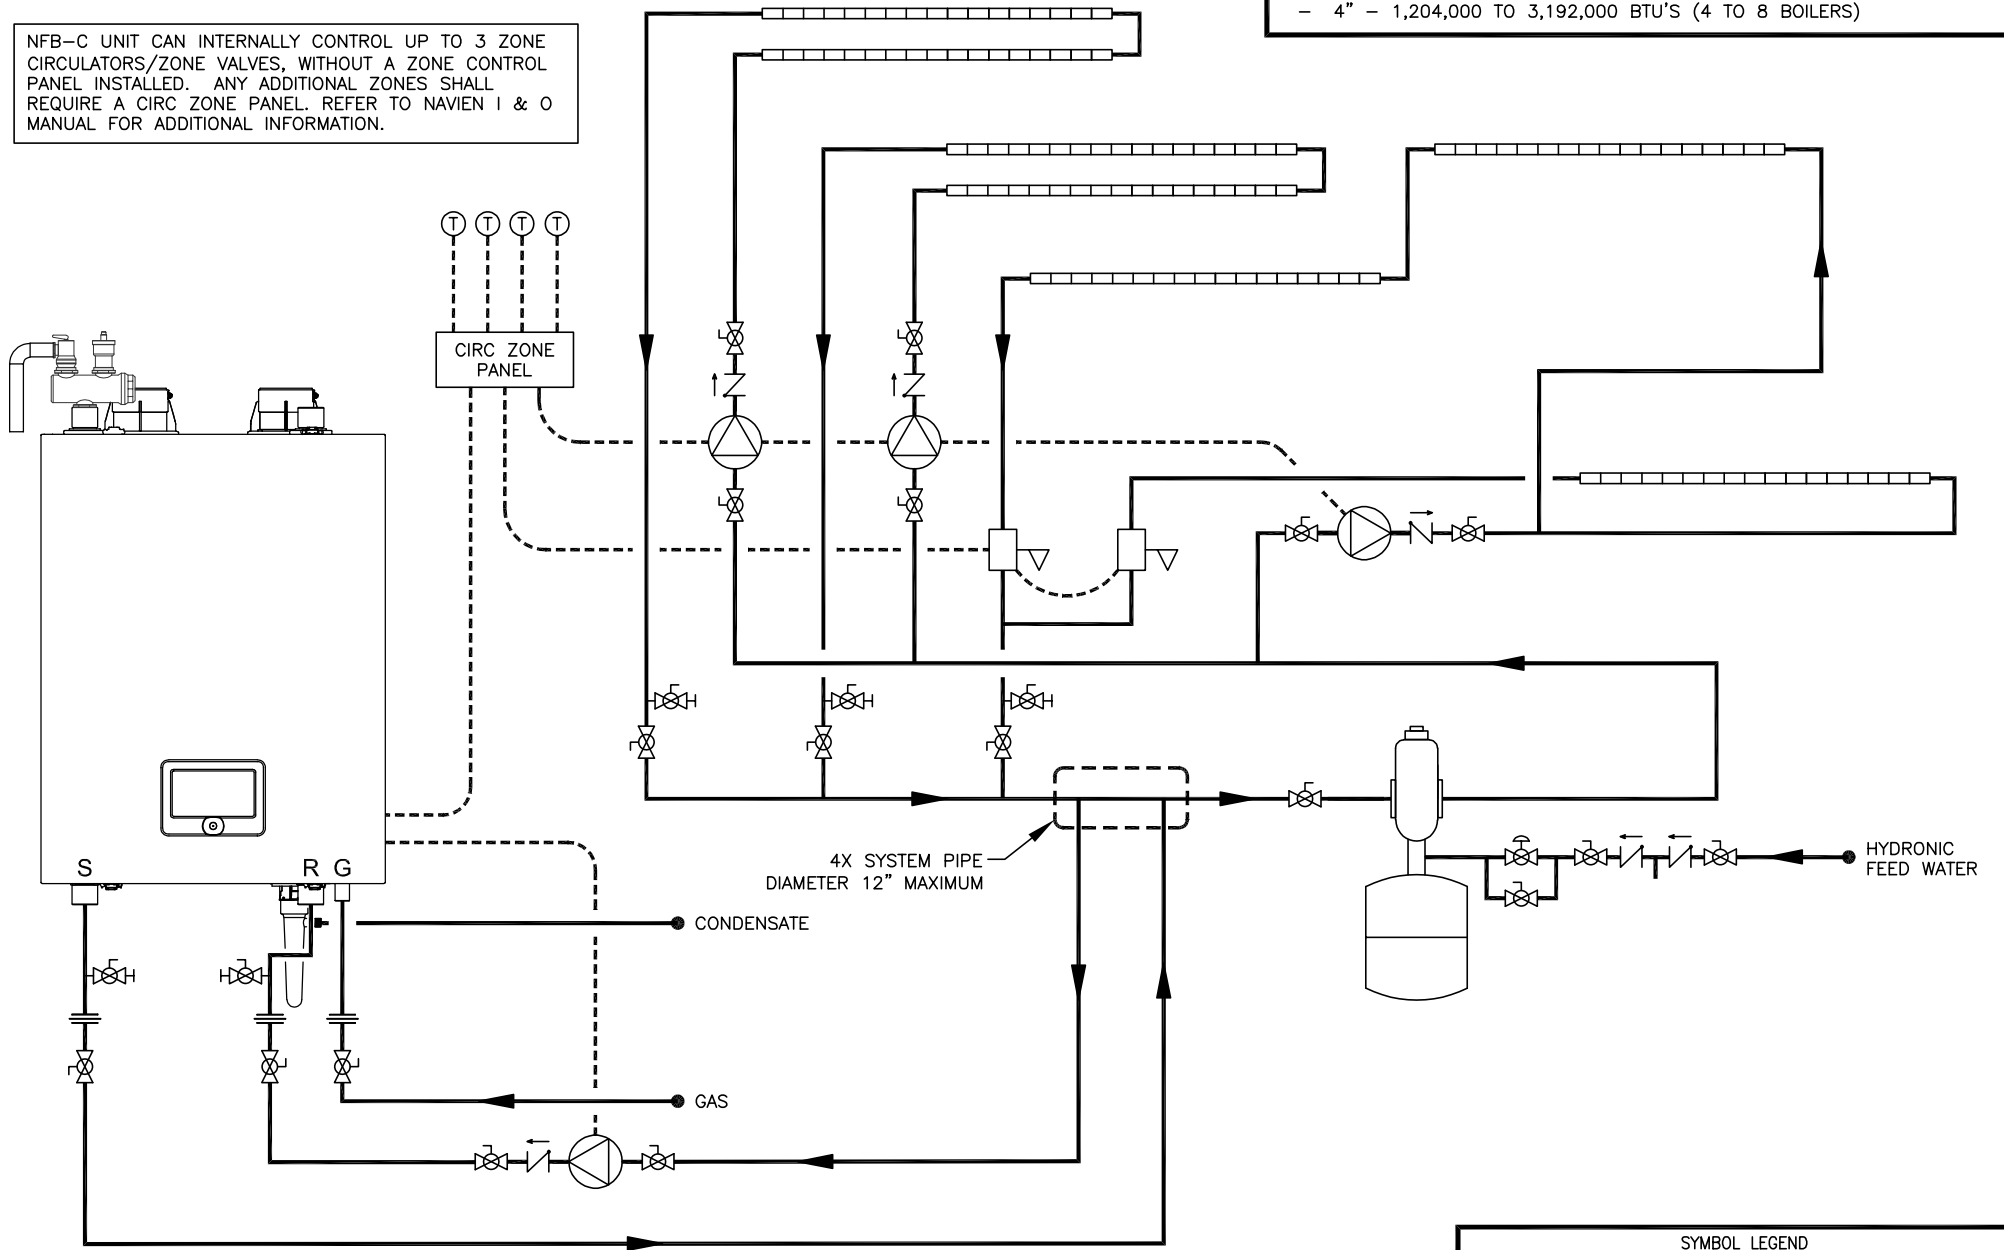 - 4" - 1,204,000 TO 3,192,000 BTU'S (4 TO 8 BOILERS)
NFB-C UNIT CAN INTERNALLY CONTROL UP TO 3 ZONE
CIRCULATORS/ZONE VALVES, WITHOUT A ZONE CONTROL
PANEL INSTALLED. ANY ADDITIONAL ZONES SHALL
REQUIRE A CIRC ZONE PANEL. REFER TO NAVIEN I & O
MANUAL FOR ADDITIONAL INFORMATION.
T T T T
CIRC ZONE
PANEL
4X SYSTEM PIPE
DIAMETER 12" MAXIMUM
HYDRONIC
FEED WATER
S R G
CONDENSATE
GAS
SYMBOL LEGEND